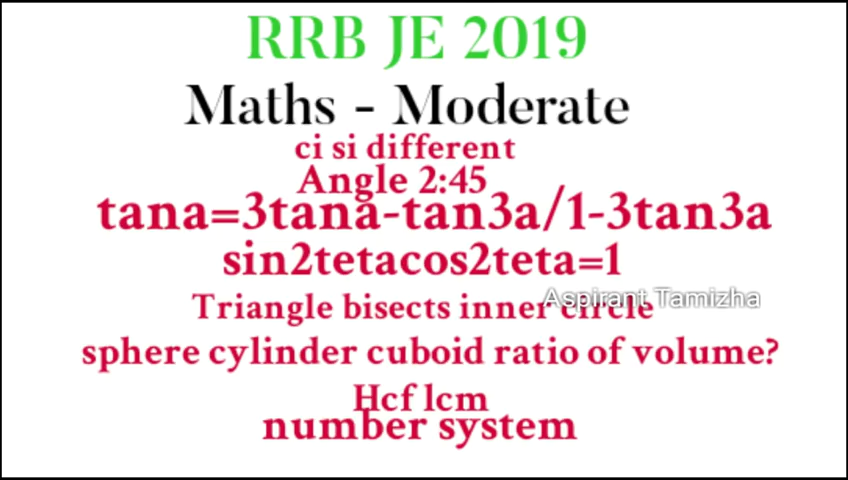 RRB JE 2019
Maths - Moderate
ci si different
Angle 2:45
tana=3tana-tan3a/1-3tan3a
sin2tetacos2teta=1
Aspirant Tamizha
Triangle bisects inner circle
sphere cylinder cuboid ratio of volume?
Hcf lcm
number system